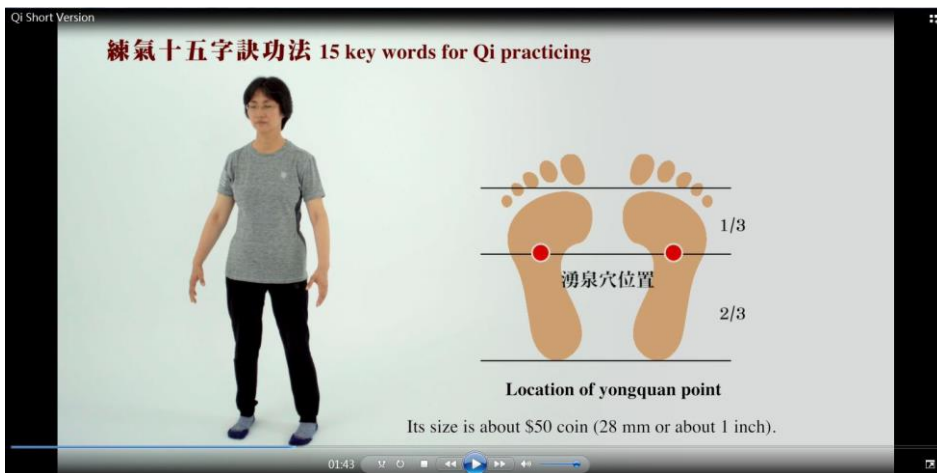 Qi Short Version
練氣十五字訣功法 15 key words for Qi practicing
1/3
湧泉穴位置
2/3
Location of yongquan point
Its size is about $50 coin (28 mm or about 1 inch).
01:43